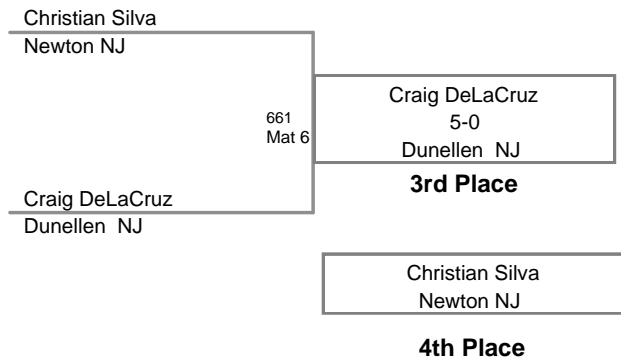 Christian Silva
Newton NJ
661
Mat 6
Craig DeLaCruz
5-0
Dunellen NJ
3rd Place
Craig DeLaCruz
Dunellen NJ
Christian Silva
Newton NJ
4th Place